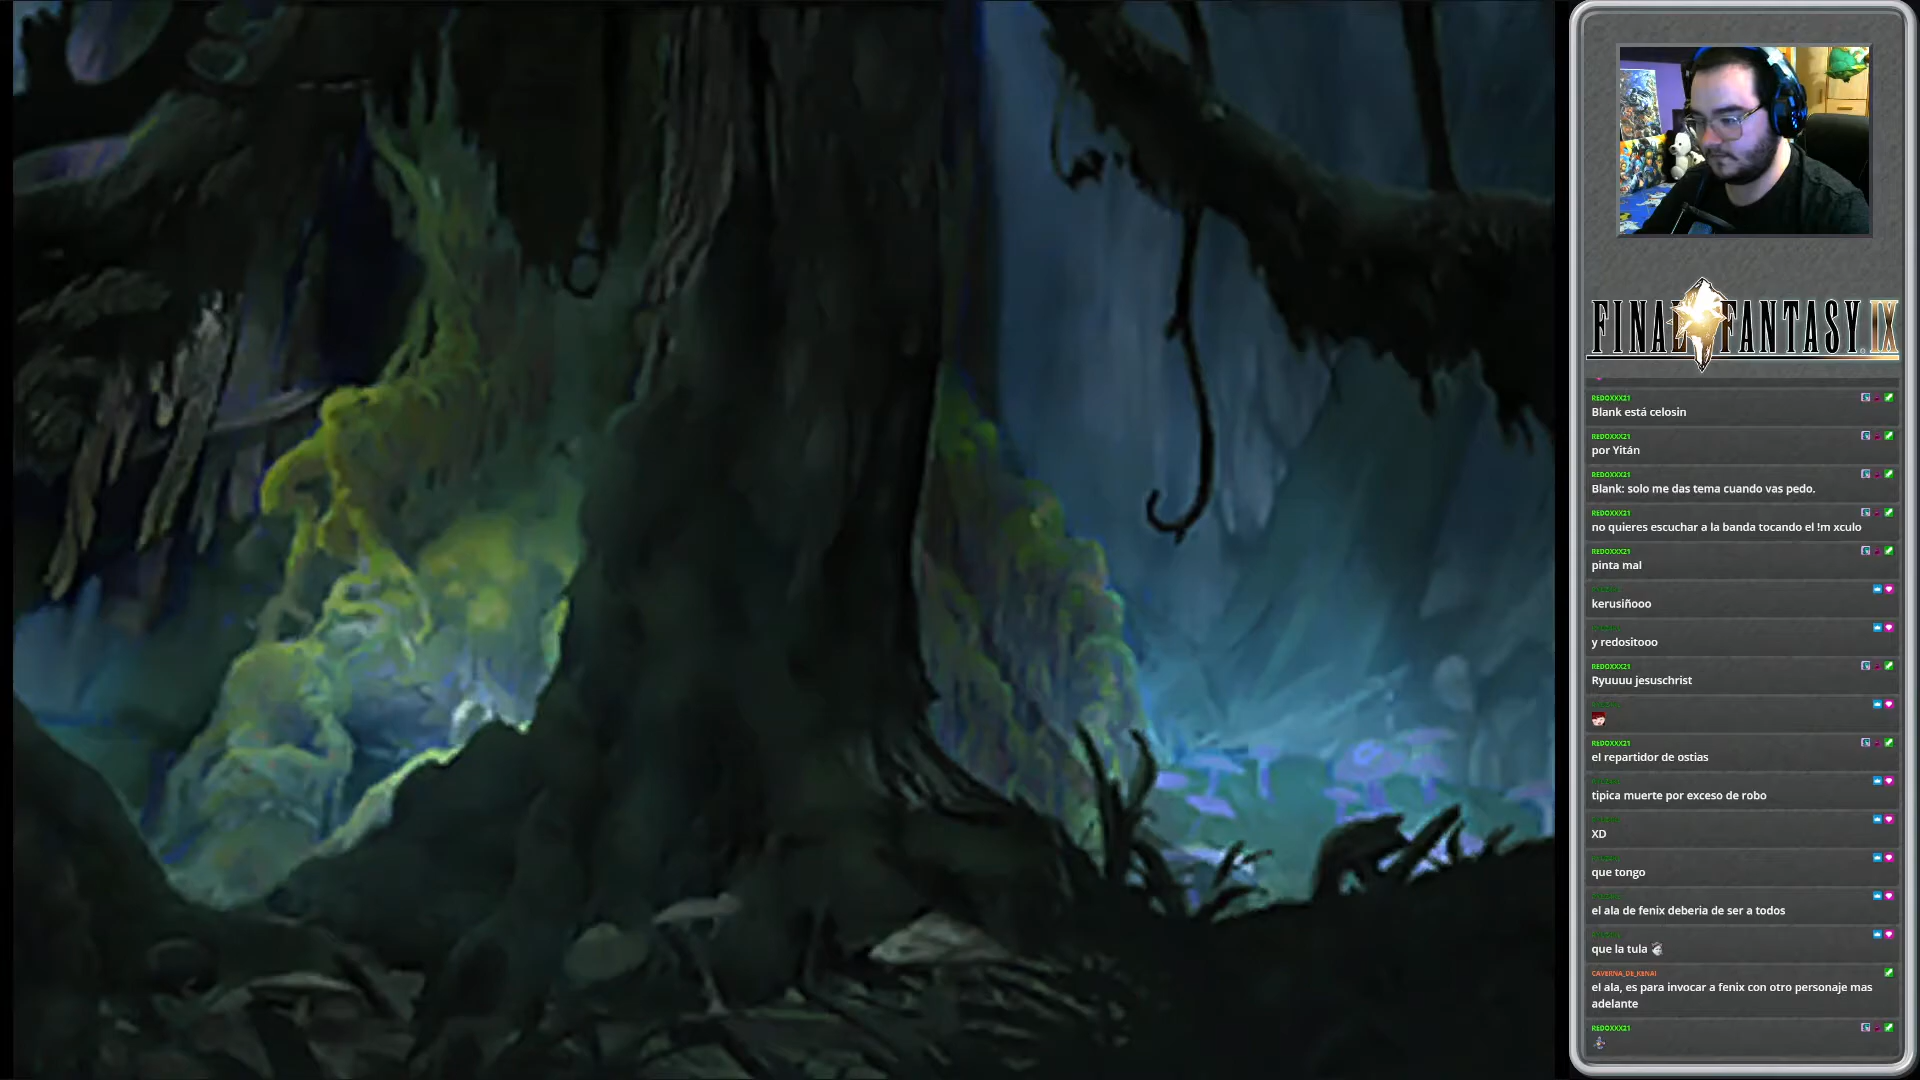 FINAL FANTASY IX
REDOXXX21
Blank está celosin
REDOXXX21
por Yitán
REDOXXX21
Blank: solo me das tema cuando vas pedo.
REDOXXX21
no quieres escuchar a la banda tocando el !m xculo
REDOXXX21
pinta mal
kerusiñooo
y redositooo
REDOXXX21
Ryuuuu jesuschrist
REDOXXX21
el repartidor de ostias
tipica muerte por exceso de robo
XD
que tongo
el ala de fenix deberia de ser a todos
que la tula
CAVERNA_DE_RENAI
el ala, es para invocar a fenix con otro personaje mas
adelante
REDOXXX21